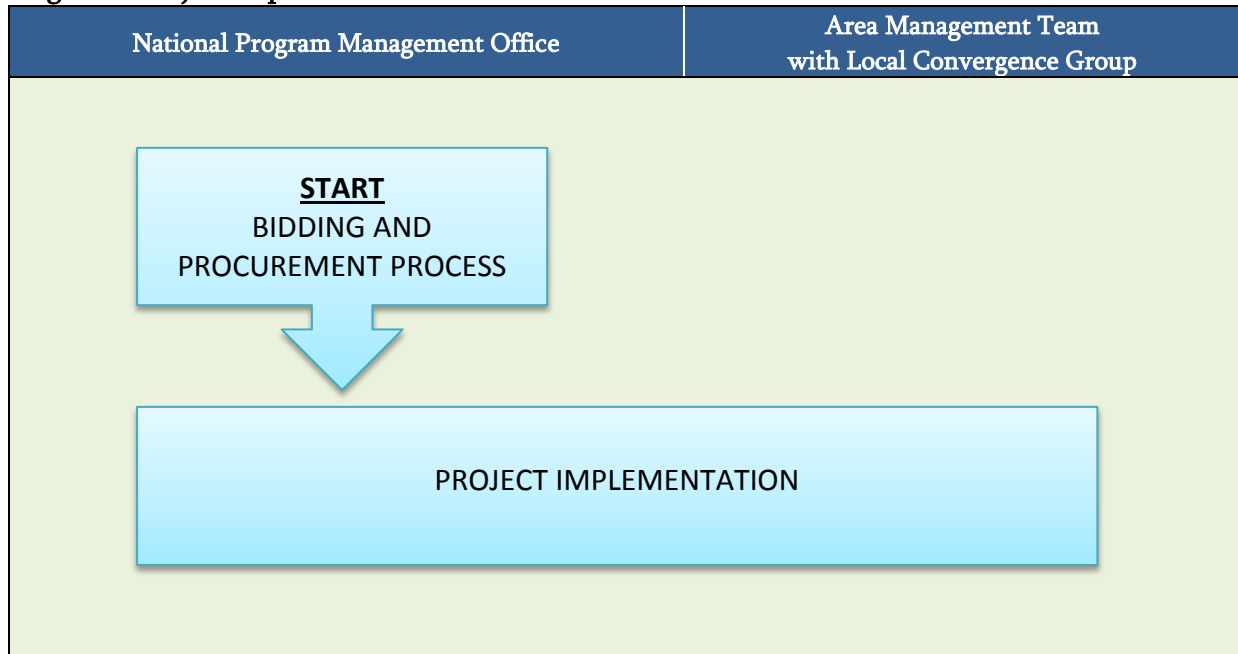 National Program Management Office
Area Management Team
with Local Convergence Group
START
BIDDING AND
PROCUREMENT PROCESS
PROJECT IMPLEMENTATION